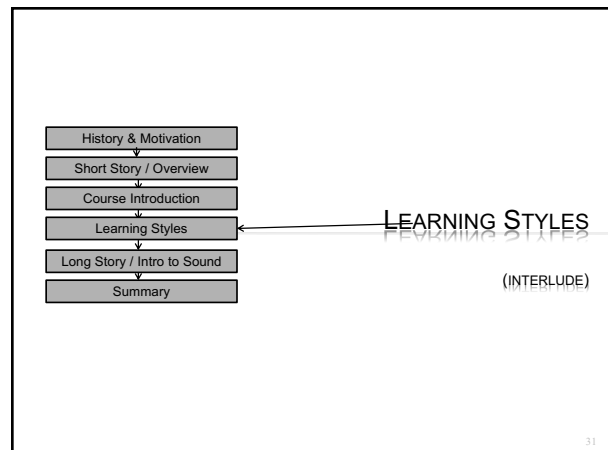 History & Motivation
Short Story / Overview
Course Introduction
Learning Styles
Long Story / Intro to Sound
Summary
LEARNING STYLES
(INTERLUDE)
31